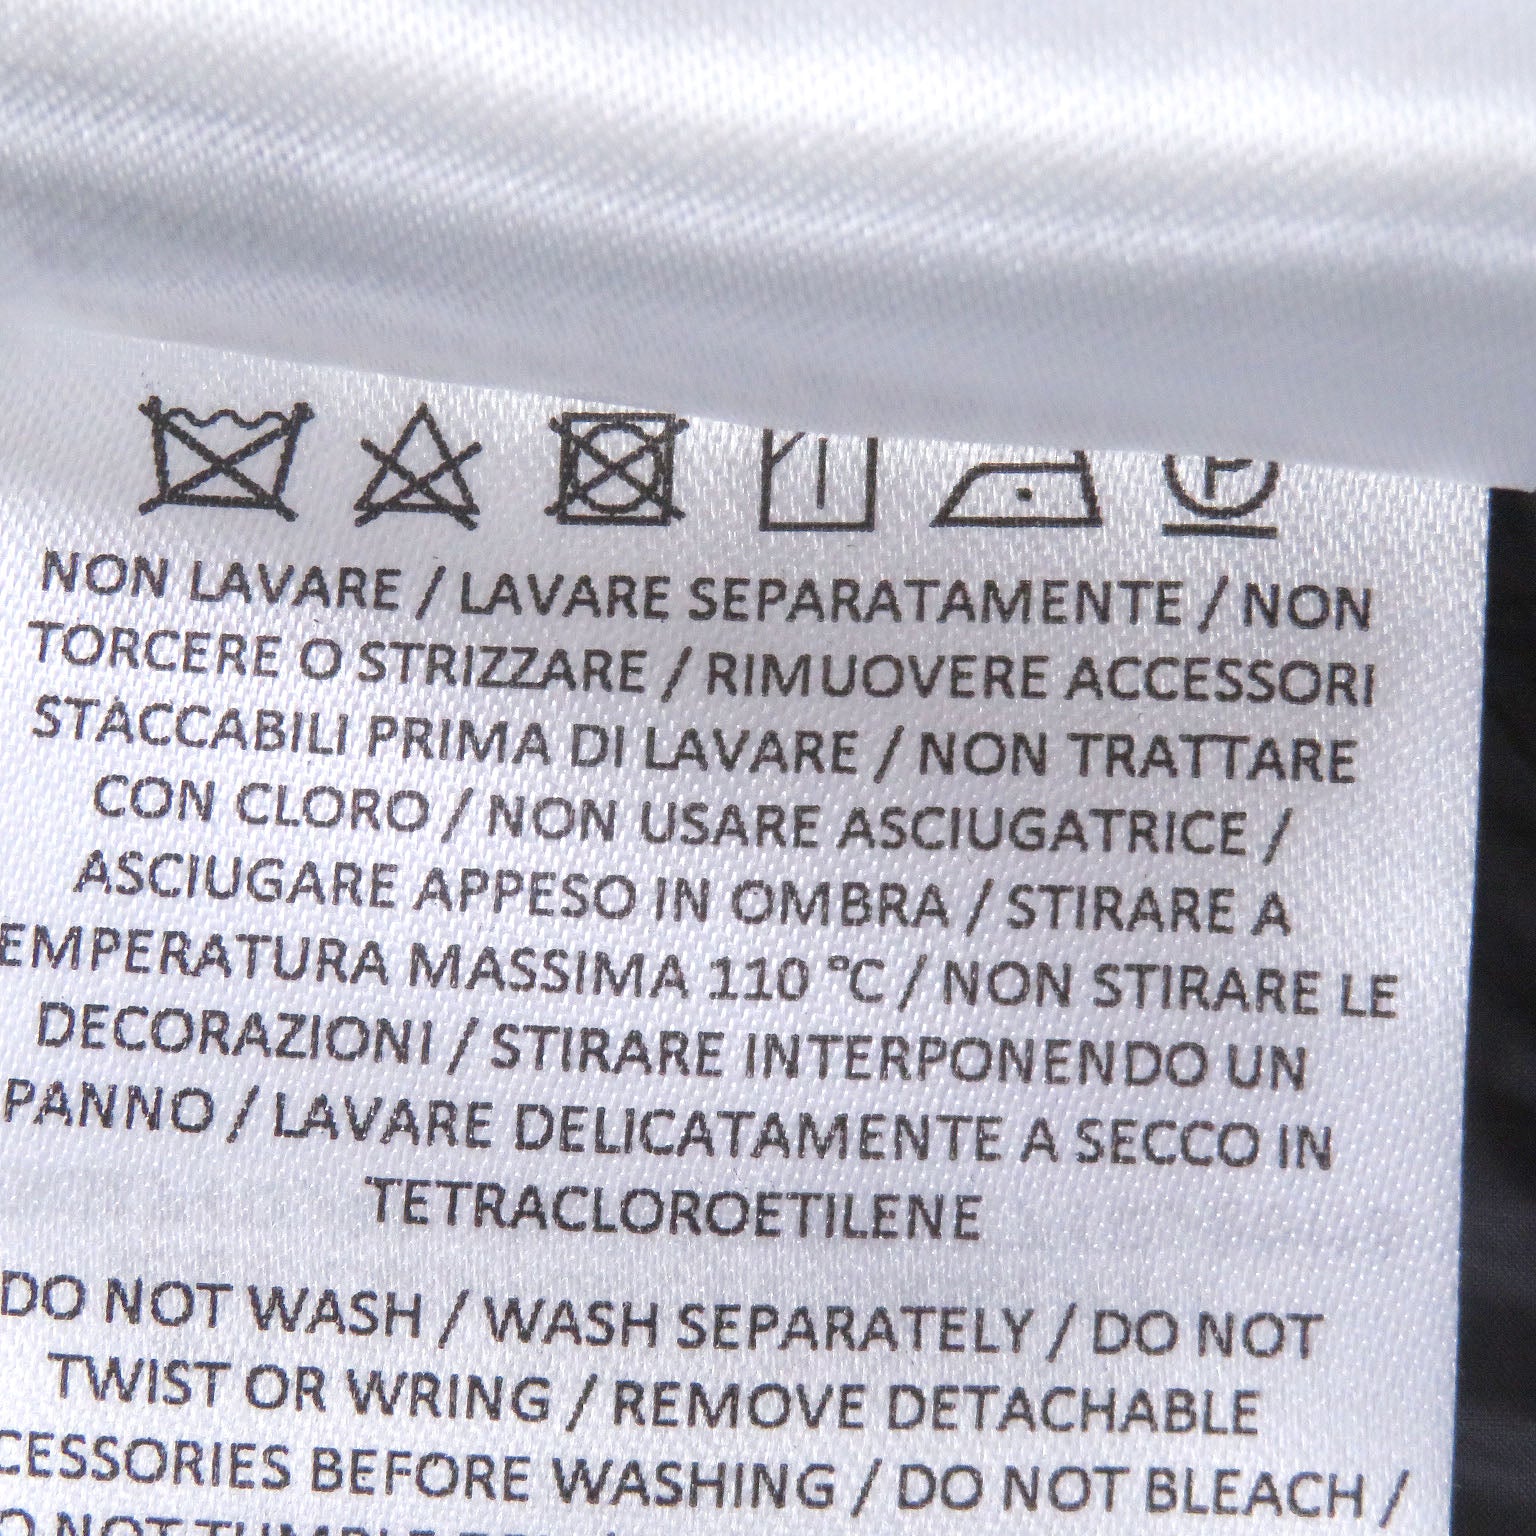 P
NON LAVARE / LAVARE SEPARATAMENTE / NON
TORCERE O STRIZZARE / RIMUOVERE ACCESSORI
STACCABILI PRIMA DI LAVARE / NON TRATTARE
CON CLORO / NON USARE ASCIUGATRICE /
ASCIUGARE APPESO IN OMBRA / STIRARE A
EMPERATURA MASSIMA 110 °C / NON STIRARE LE
DECORAZIONI / STIRARE INTERPONENDO UN
PANNO / LAVARE DELICATAMENTE A SECCO IN
TETRACLOROETILENE
DO NOT WASH / WASH SEPARATELY / DO NOT
TWIST OR WRING / REMOVE DETACHABLE
CESSORIES BEFORE WASHING / DO NOT BLEACH /
NOT TUMBLE